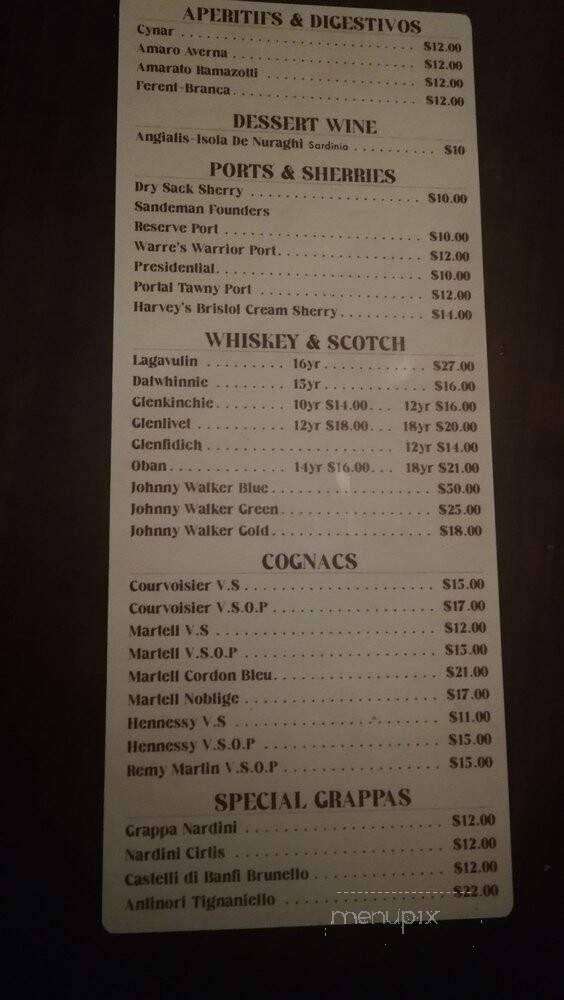 APERITIFS & DIGESTIVOS
Cynar . . . . . . . . . . . . . . . . . . . . . . . . . . . . . $12.00
Amaro Averna . . . . . . . . . . . . . . . . . . . . . . $12.00
Amarato Ramazotti . . . . . . . . . . . . . . . . . . $12.00
Ferent-Branca. . . . . . . . . . . . . . . . . . . . . . . $12.00
DESSERT WINE
Angialis-Isola De Nuraghi Sardinia . . . . . . . . . . $10
PORTS & SHERRIES
Dry Sack Sherry . . . . . . . . . . . . . . . . . . . . . $10.00
Sandeman Founders
Reserve Port . . . . . . . . . . . . . . . . . . . . . . . . $10.00
Warre's Warrior Port. . . . . . . . . . . . . . . . . . $12.00
Presidential. . . . . . . . . . . . . . . . . . . . . . . . . $10.00
Portal Tawny Port . . . . . . . . . . . . . . . . . . . . $12.00
Harvey's Bristol Cream Sherry. . . . . . . . . . $14.00
WHISKEY & SCOTCH
Lagavulin . . . . . . . . . 16yr. . . . . . . . . . . . . $27.00
Dalwhinnie . . . . . . . . 15yr. . . . . . . . . . . . . $16.00
Glenkinchie. . . . . . . . 10yr $14.00. . . 12yr $16.00
Glenlivet . . . . . . . . . . 12yr $18.00. . . 18yr $20.00
Glenfidich . . . . . . . . . . . . . . . . . . . . . . 12yr $14.00
Oban. . . . . . . . . . . . . 14yr $16.00. . . 18yr $21.00
Johnny Walker Blue. . . . . . . . . . . . . . . . . . $50.00
Johnny Walker Green. . . . . . . . . . . . . . . . . $25.00
Johnny Walker Gold. . . . . . . . . . . . . . . . . . $18.00
COGNACS
Courvoisier V.S . . . . . . . . . . . . . . . . . . . . . $15.00
Courvoisier V.S.O.P . . . . . . . . . . . . . . . . . . $17.00
Martell V.S . . . . . . . . . . . . . . . . . . . . . . . . . $12.00
Martell V.S.O.P . . . . . . . . . . . . . . . . . . . . . . $15.00
Martell Cordon Bleu. . . . . . . . . . . . . . . . . . $21.00
Martell Noblige . . . . . . . . . . . . . . . . . . . . . . $17.00
Hennessy V.S . . . . . . . . . . . . . . . . . . . . . . . $11.00
Hennessy V.S.O.P . . . . . . . . . . . . . . . . . . . . $15.00
Remy Martin V.S.O.P . . . . . . . . . . . . . . . . . $15.00
SPECIAL GRAPPAS
Grappa Nardini . . . . . . . . . . . . . . . . . . . . . . $12.00
Nardini Cirtis . . . . . . . . . . . . . . . . . . . . . . . $12.00
Castelli di Banfi Brunello . . . . . . . . . . . . . . $12.00
Antinori Tignaniello . . . . . . . . . . . . . . . . . . $22.00
menupix